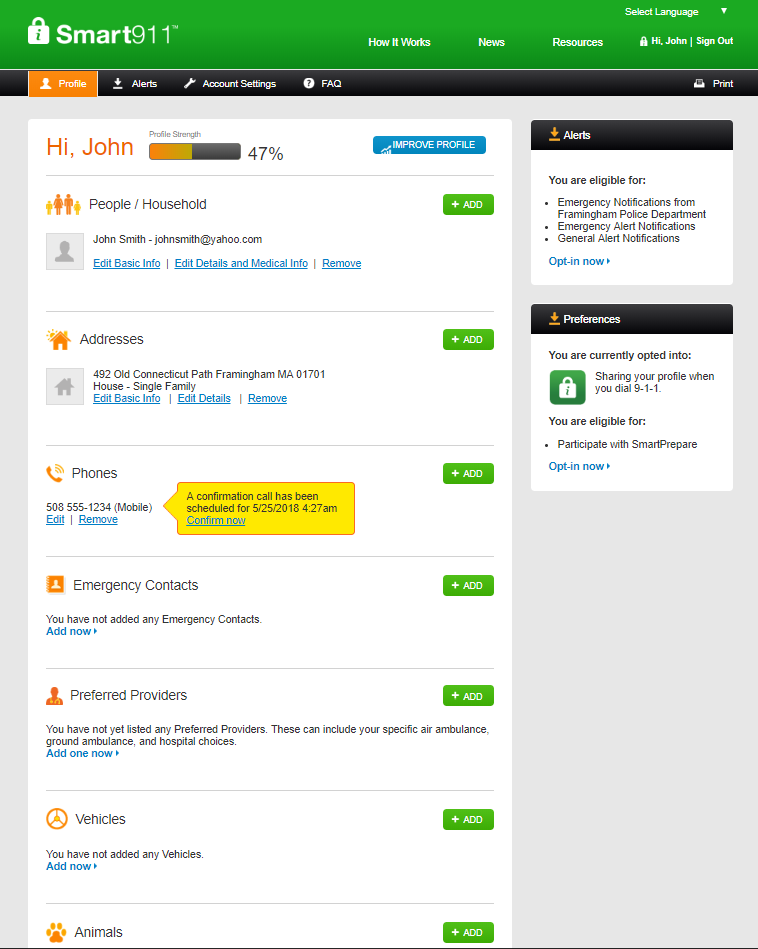 Select Language ▼
Smart911™
How It Works
News
Resources
Hi, John | Sign Out
Profile
Alerts
Account Settings
FAQ
Print
Hi, John
Profile Strength
47%
IMPROVE PROFILE
People / Household
+ ADD
John Smith - johnsmith@yahoo.com
Edit Basic Info | Edit Details and Medical Info | Remove
Addresses
+ ADD
492 Old Connecticut Path Framingham MA 01701
House - Single Family
Edit Basic Info | Edit Details | Remove
Phones
+ ADD
508 555-1234 (Mobile)
Edit | Remove
A confirmation call has been
scheduled for 5/25/2018 4:27am
Confirm now
Emergency Contacts
+ ADD
You have not added any Emergency Contacts.
Add now
Preferred Providers
+ ADD
You have not yet listed any Preferred Providers. These can include your specific air ambulance,
ground ambulance, and hospital choices.
Add one now
Vehicles
+ ADD
You have not added any Vehicles.
Add now
Animals
+ ADD
Alerts
You are eligible for:
• Emergency Notifications from
Framingham Police Department
• Emergency Alert Notifications
• General Alert Notifications
Opt-in now
Preferences
You are currently opted into:
Sharing your profile when
you dial 9-1-1.
You are eligible for:
• Participate with SmartPrepare
Opt-in now